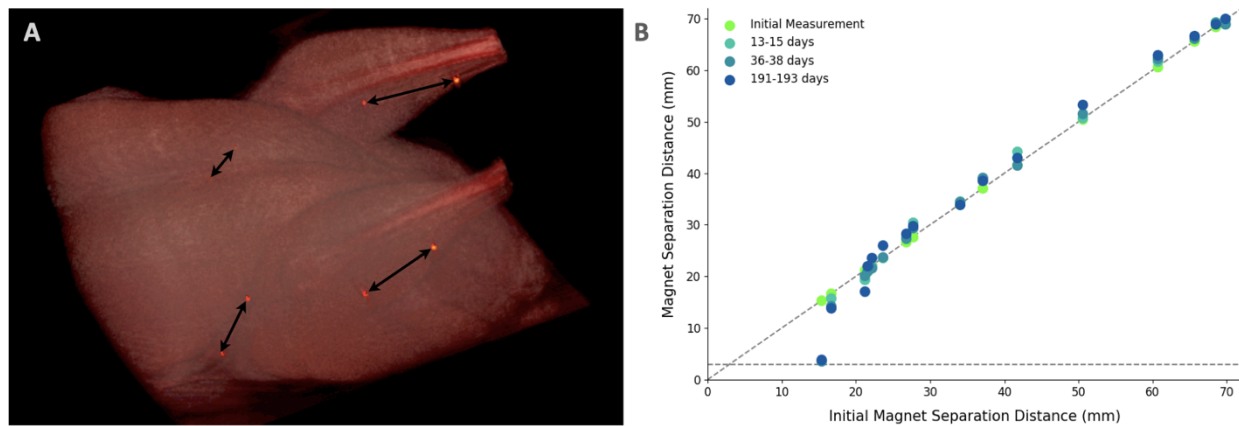 A
B
Initial Measurement
13-15 days
36-38 days
191-193 days
Magnet Separation Distance (mm)
70
60
50
40
30
20
10
0
0 10 20 30 40 50 60 70
Initial Magnet Separation Distance (mm)